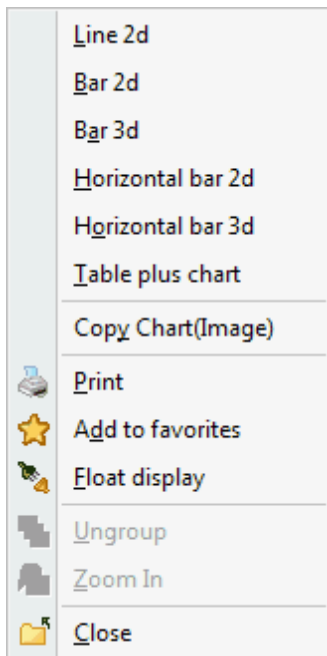 Line 2d
Bar 2d
Bar 3d
Horizontal bar 2d
Horizontal bar 3d
Table plus chart
Copy Chart(Image)
Print
Add to favorites
Float display
Ungroup
Zoom In
Close